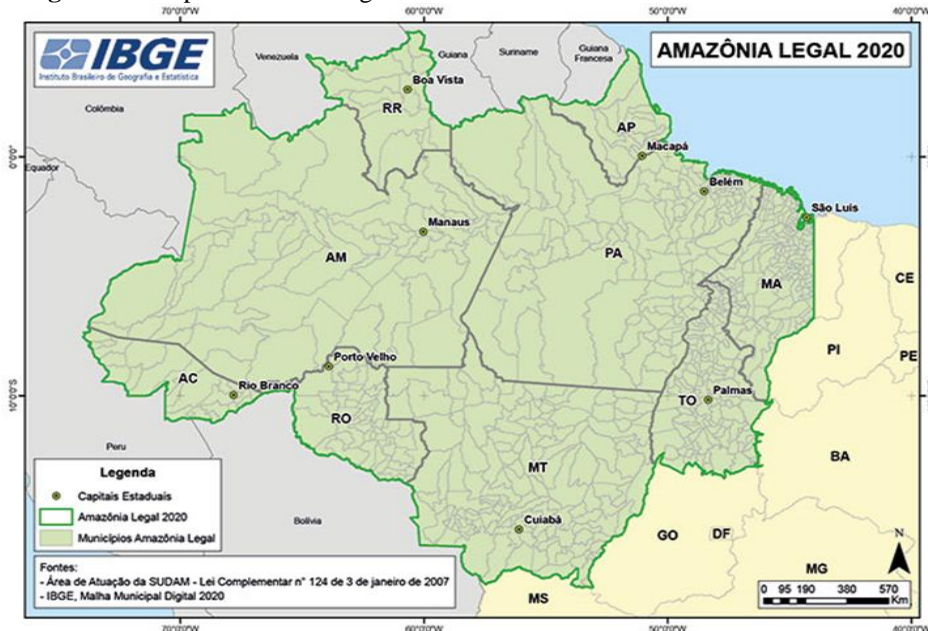 70°0'0"W
60°0'0"W
50°0'0"W
40°0'0"W
IBGE
Instituto Brasileiro de Geografia e Estatística
AMAZÔNIA LEGAL 2020
Venezuela
Guiana
Suriname
Guiana
Francesa
Colômbia
Boa Vista
RR
AP
Macapá
0°0'0"
Equador
Belém
São Luís
Manaus
AM
PA
MA
CE
PI
PE
Porto Velho
AC
Rio Branco
RO
TO
Palmas
10°0'0"S
Peru
MT
BA
Bolívia
Cuiabá
GO
DF
MG
MS
Legenda
Capitais Estaduais
Amazônia Legal 2020
Municípios Amazônia Legal
Fontes:
- Área de Atuação da SUDAM - Lei Complementar n° 124 de 3 de janeiro de 2007
- IBGE, Malha Municipal Digital 2020
N
0 95 190 380 570
Km
70°0'0"W
60°0'0"W
50°0'0"W
40°0'0"W